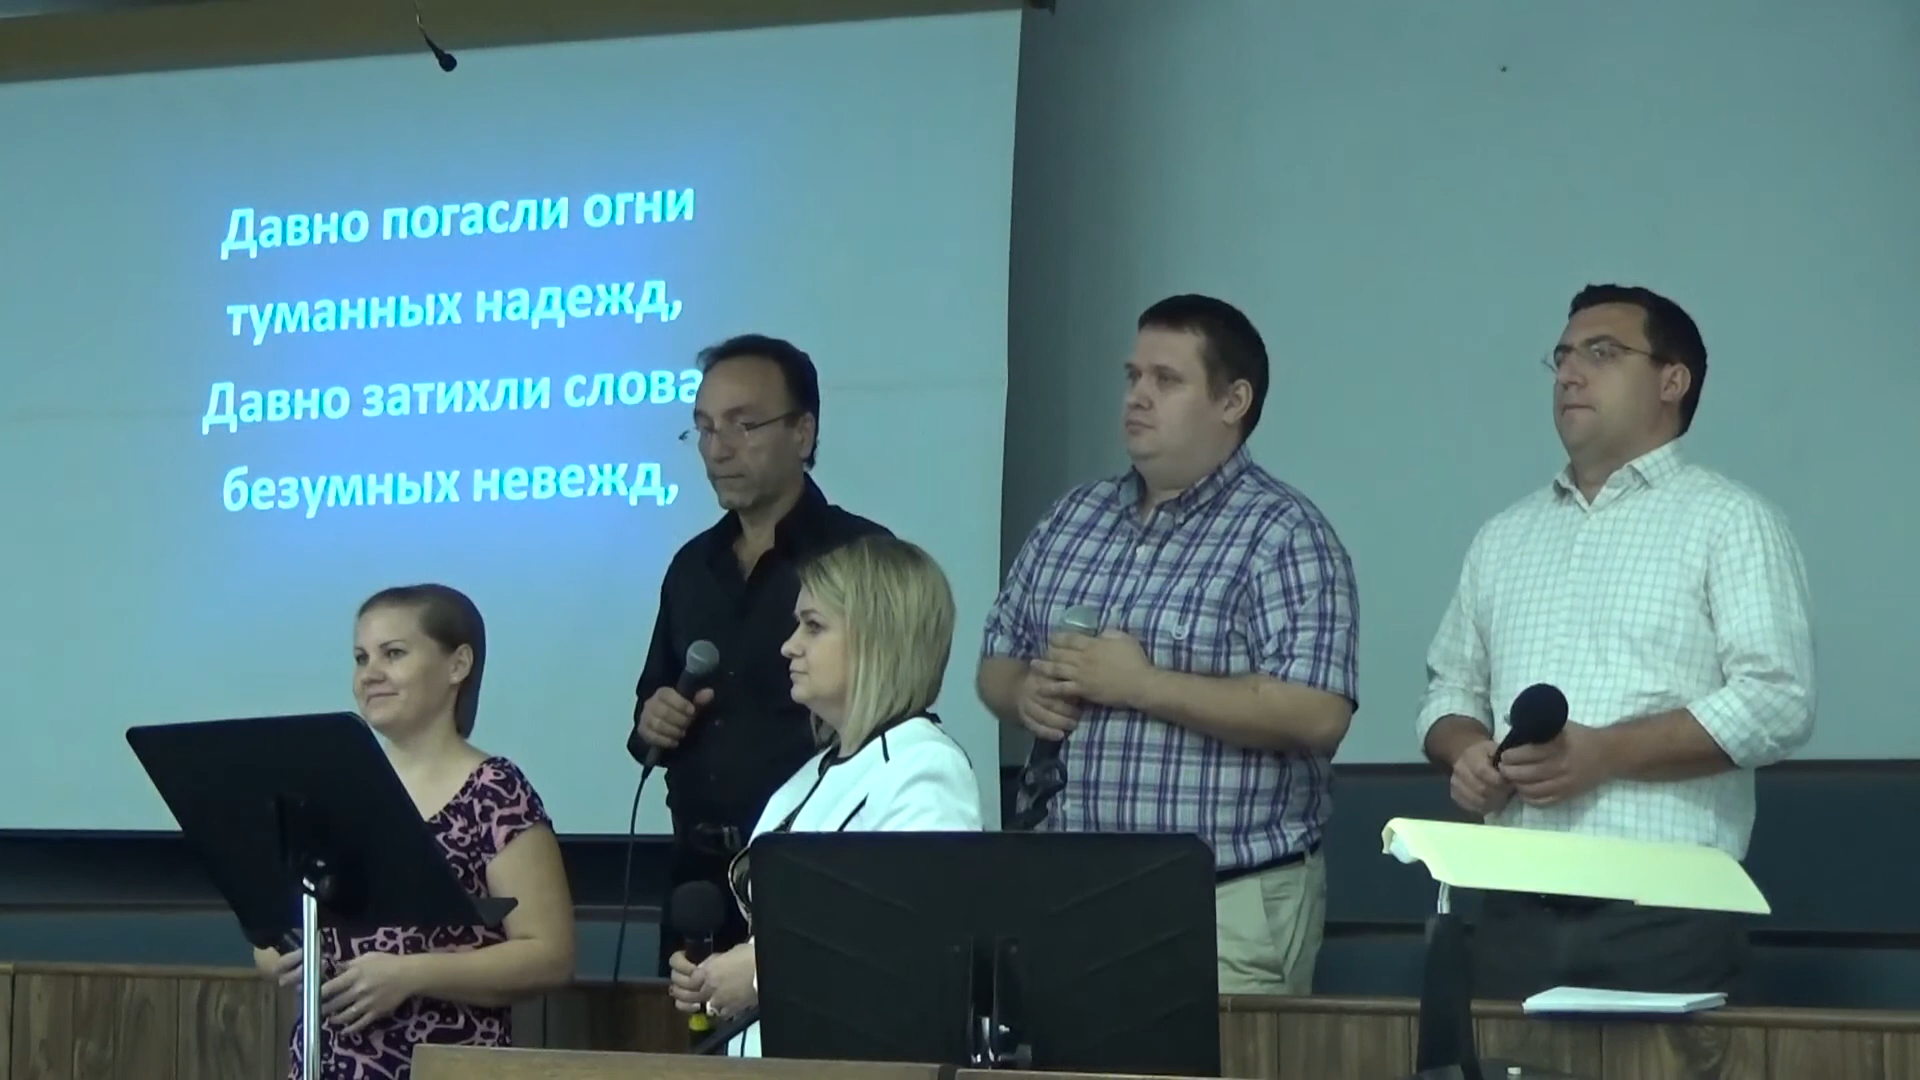 Давно погасли огни
туманных надежд,
Давно затихли слова
безумных невежд,